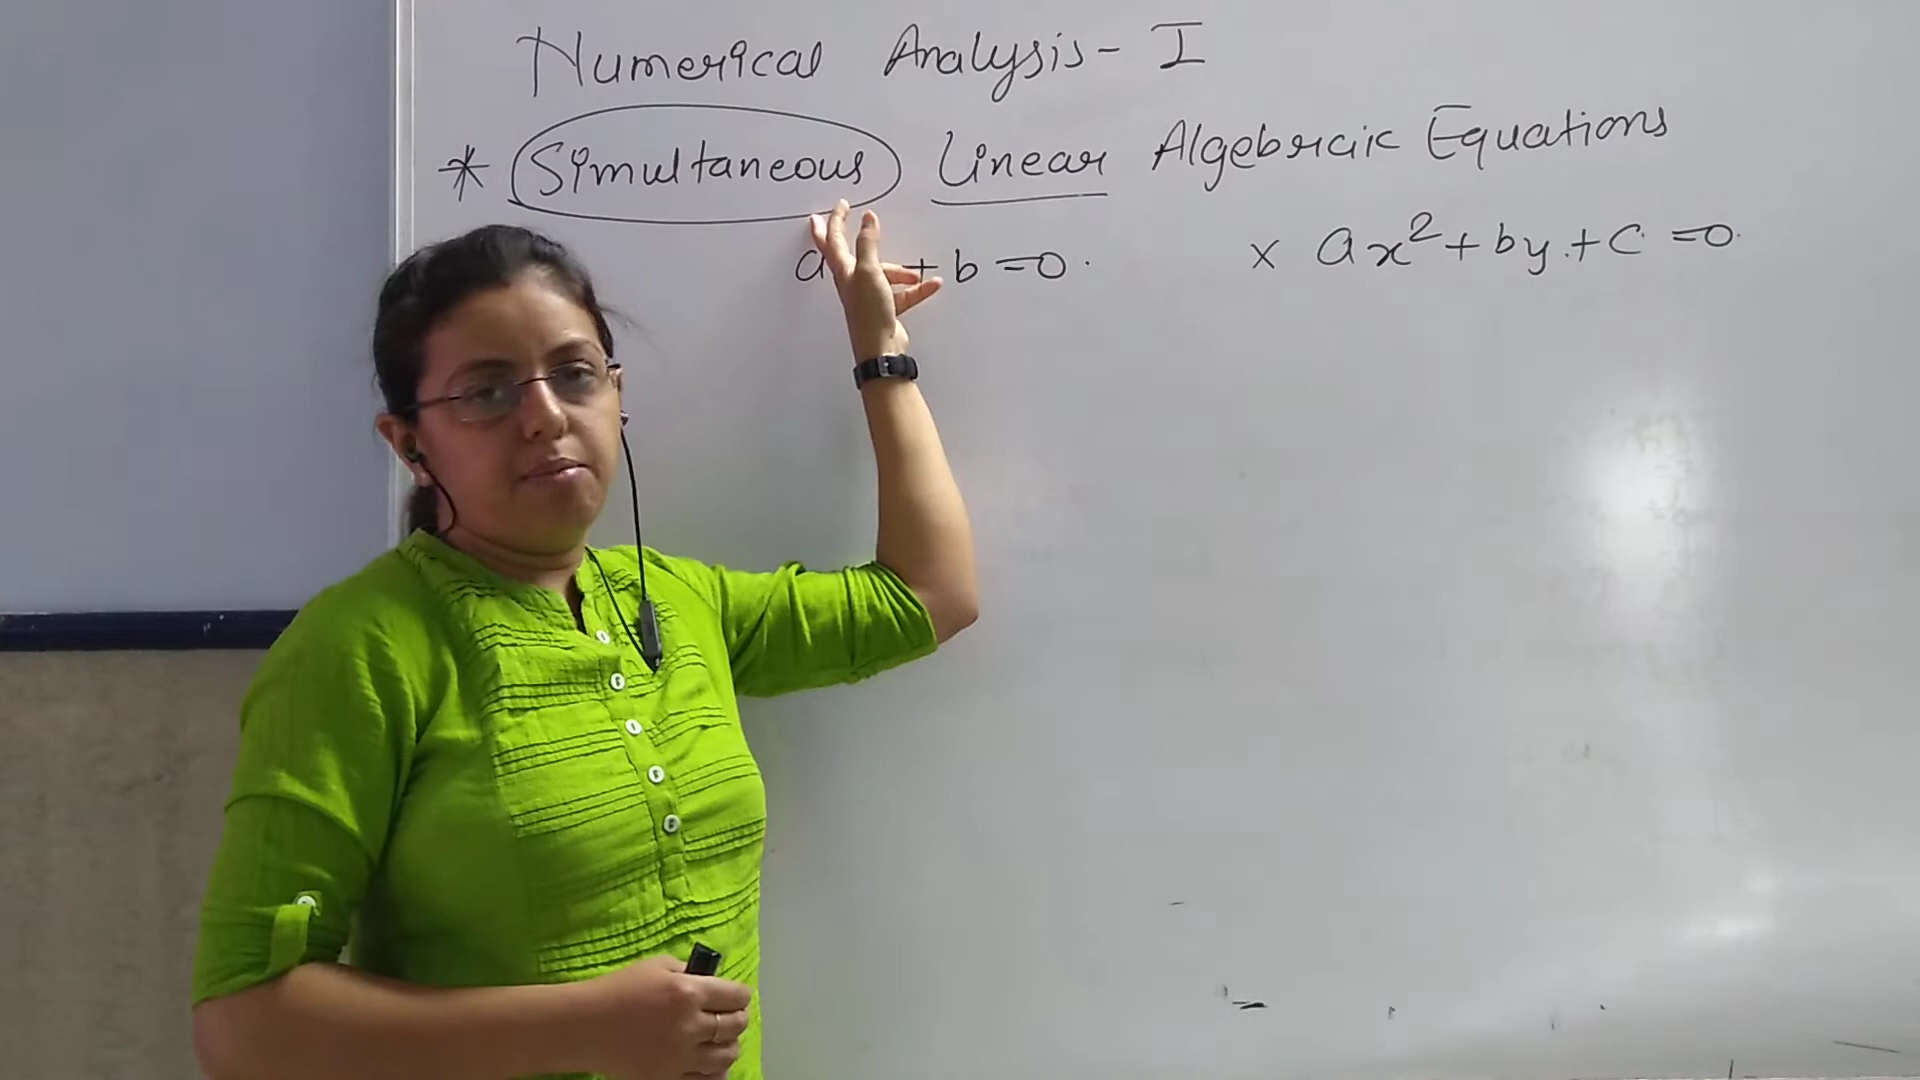 Numerical Analysis - I
* Simultaneous Linear Algebraic Equations
a + b = 0. x ax² + by + c = 0.